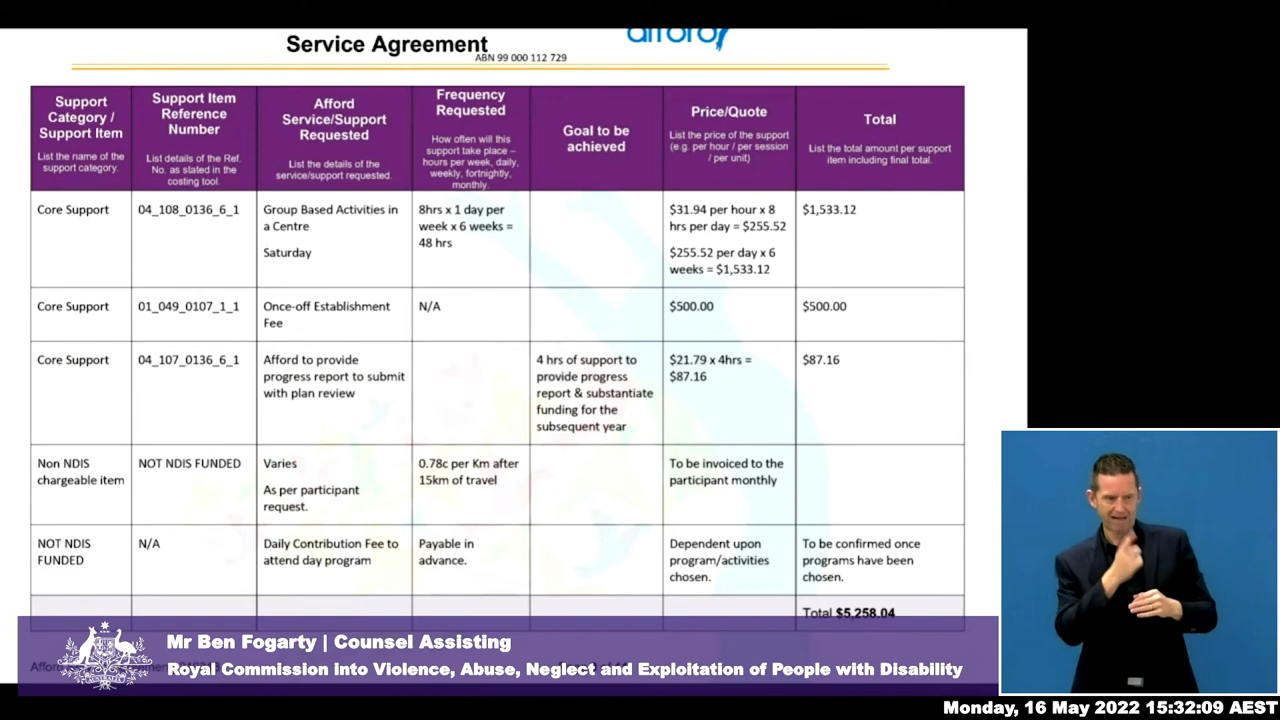 Service Agreement
afford
ABN 99 000 112 729
Support
Category /
Support Item
List the name of the
support category.
Support Item
Reference
Number
List details of the Ref.
No. as stated in the
costing tool.
Afford
Service/Support
Requested
List the details of the
service/support requested.
Frequency
Requested
How often will this
support take place –
hours per week, daily,
weekly, fortnightly,
monthly.
Goal to be
achieved
Price/Quote
List the price of the support
(e.g. per hour / per session
/ per unit)
Total
List the total amount per support
item including final total.
Core Support
04_108_0136_6_1
Group Based Activities in
a Centre
Saturday
8hrs x 1 day per
week x 6 weeks =
48 hrs
$31.94 per hour x 8
hrs per day = $255.52
$255.52 per day x 6
weeks = $1,533.12
$1,533.12
Core Support
01_049_0107_1_1
Once-off Establishment
Fee
N/A
$500.00
$500.00
Core Support
04_107_0136_6_1
Afford to provide
progress report to submit
with plan review
4 hrs of support to
provide progress
report & substantiate
funding for the
subsequent year
$21.79 x 4hrs =
$87.16
$87.16
Non NDIS
chargeable item
NOT NDIS FUNDED
Varies
As per participant
request.
0.78c per Km after
15km of travel
To be invoiced to the
participant monthly
NOT NDIS
FUNDED
N/A
Daily Contribution Fee to
attend day program
Payable in
advance.
Dependent upon
program/activities
chosen.
To be confirmed once
programs have been
chosen.
Total $5,258.04
Mr Ben Fogarty | Counsel Assisting
Royal Commission into Violence, Abuse, Neglect and Exploitation of People with Disability
Monday, 16 May 2022 15:32:09 AEST